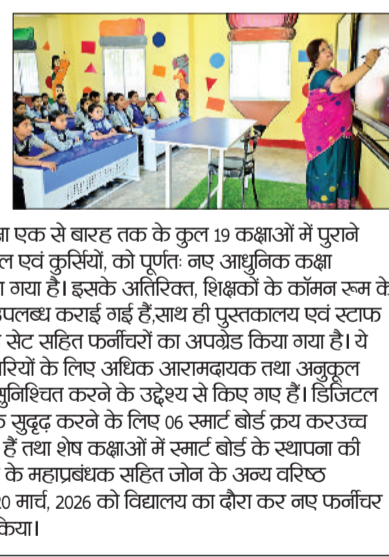 ा एक से बारह तक के कुल 19 कक्षाओं में पुराने
ल एवं कुर्सियों, को पूर्णतः नए आधुनिक कक्षा
ा गया है। इसके अतिरिक्त, शिक्षकों के कॉमन रूम के
उपलब्ध कराई गई हैं,साथ ही पुस्तकालय एवं स्टाफ
सेट सहित फर्नीचरों का अपग्रेड किया गया है। ये
रियों के लिए अधिक आरामदायक तथा अनुकूल
सुनिश्चित करने के उद्देश्य से किए गए हैं। डिजिटल
सुदृढ़ करने के लिए 06 स्मार्ट बोर्ड क्रय करउच्च
हैं तथा शेष कक्षाओं में स्मार्ट बोर्ड के स्थापना की
के महाप्रबंधक सहित जोन के अन्य वरिष्ठ
20 मार्च, 2026 को विद्यालय का दौरा कर नए फर्नीचर
किया।